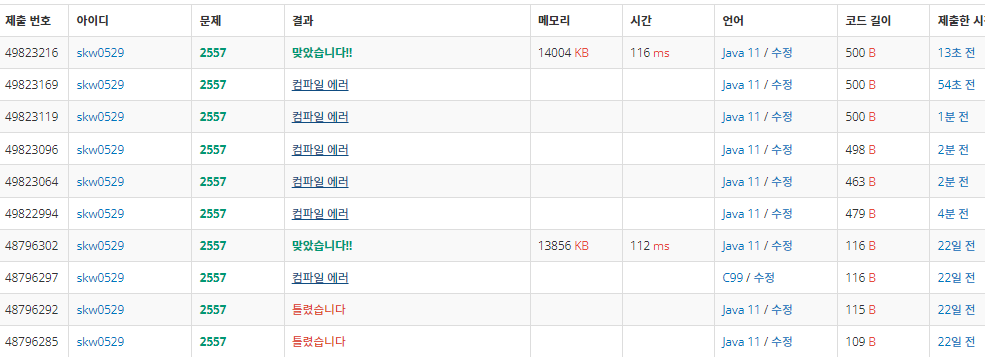 제출 번호 아이디 문제 결과 메모리 시간 언어 코드 길이 제출한
49823216 skw0529 2557 맞았습니다!! 14004 KB 116 ms Java 11 / 수정 500 B 13초 전
49823169 skw0529 2557 컴파일 에러 Java 11 / 수정 500 B 54초 전
49823119 skw0529 2557 컴파일 에러 Java 11 / 수정 500 B 1분 전
49823096 skw0529 2557 컴파일 에러 Java 11 / 수정 498 B 2분 전
49823064 skw0529 2557 컴파일 에러 Java 11 / 수정 463 B 2분 전
49822994 skw0529 2557 컴파일 에러 Java 11 / 수정 479 B 4분 전
48796302 skw0529 2557 맞았습니다!! 13856 KB 112 ms Java 11 / 수정 116 B 22일 전
48796297 skw0529 2557 컴파일 에러 C99 / 수정 116 B 22일 전
48796292 skw0529 2557 틀렸습니다 Java 11 / 수정 115 B 22일 전
48796285 skw0529 2557 틀렸습니다 Java 11 / 수정 109 B 22일 전